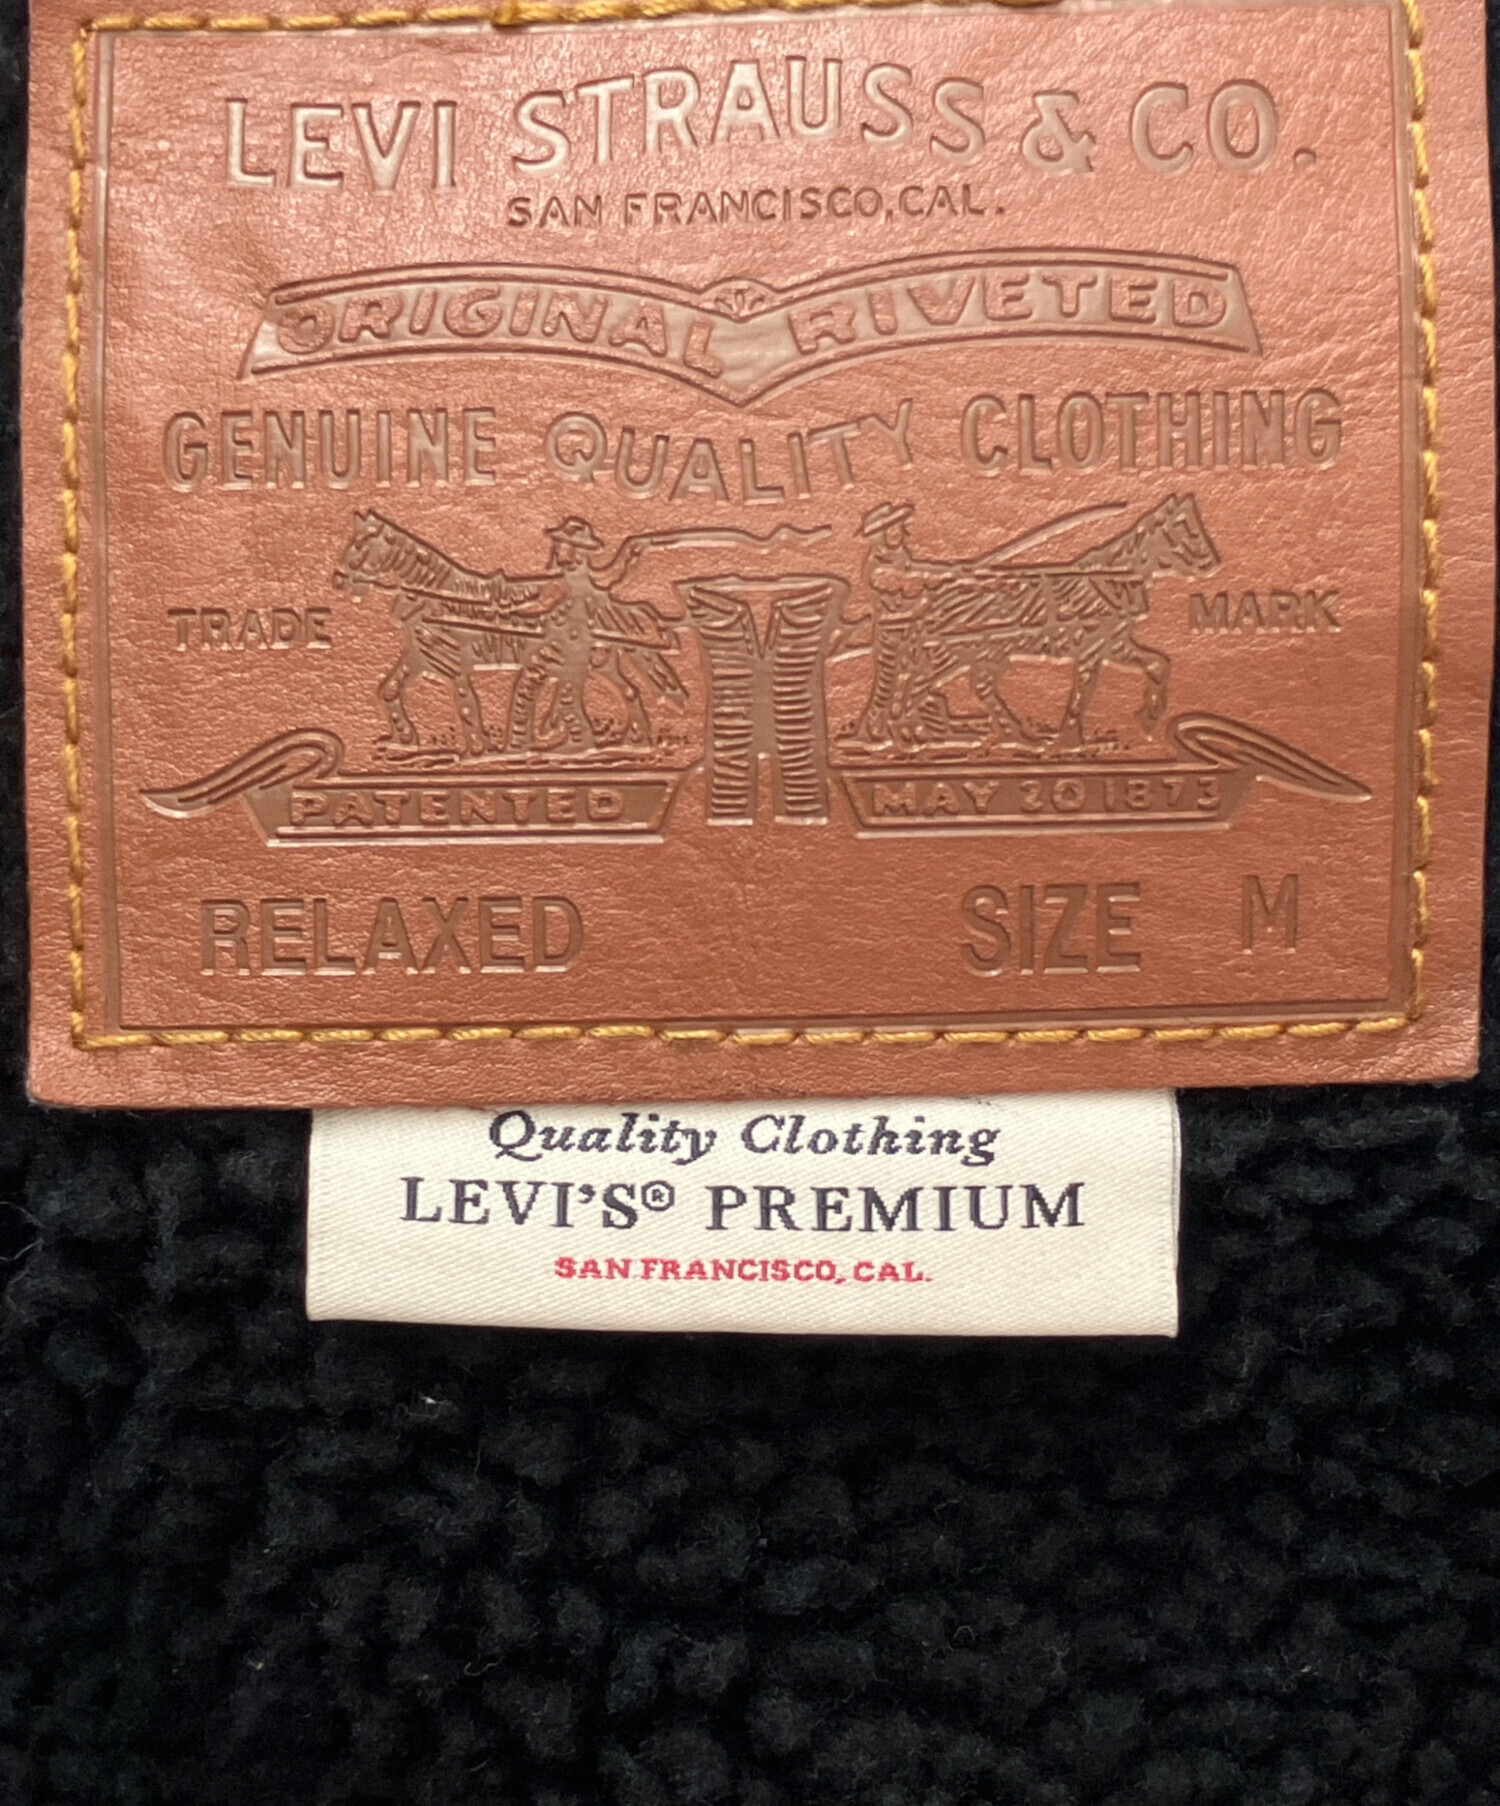 LEVI STRAUSS & CO.
SAN FRANCISCO, CAL.
ORIGINAL RIVETED
GENUINE QUALITY CLOTHING
TRADE MARK
PATENTED MAY 20 1873
RELAXED SIZE M
Quality Clothing
LEVI'S® PREMIUM
SAN FRANCISCO, CAL.